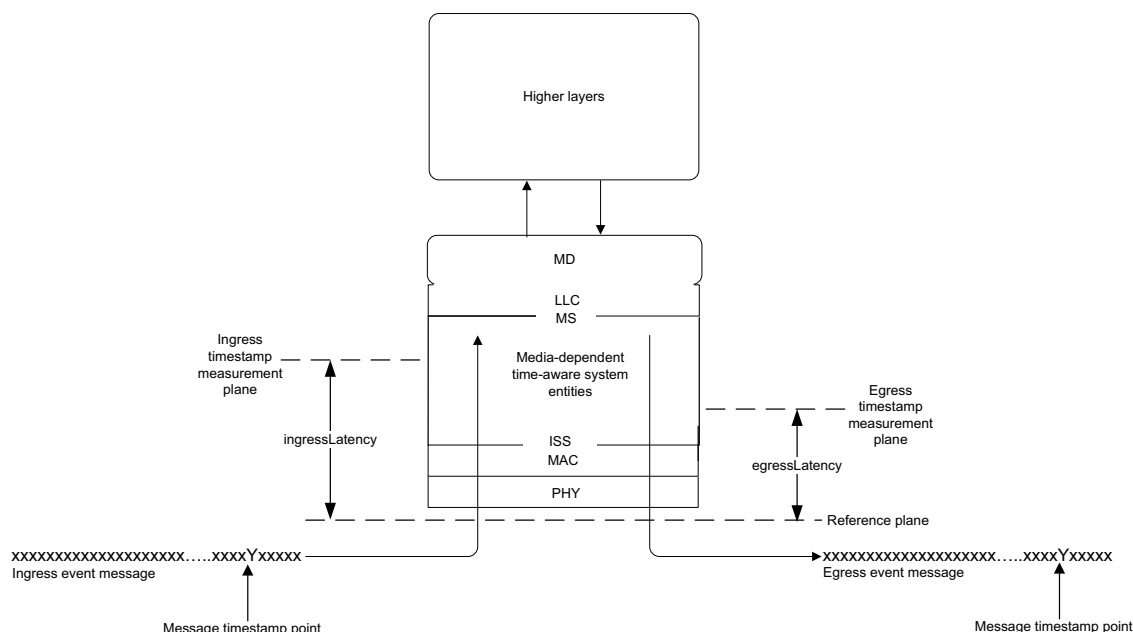 Higher layers
MD
LLC
MS
Ingress
timestamp
measurement
plane
Media-dependent
time-aware system
entities
Egress
timestamp
measurement
plane
ingressLatency
ISS
MAC
egressLatency
PHY
Reference plane
xxxxxxxxxxxxxxxxxxxx.....xxxxYxxxxx
Ingress event message
xxxxxxxxxxxxxxxxxxxx.....xxxxYxxxxx
Egress event message
Message timestamp point
Message timestamp point